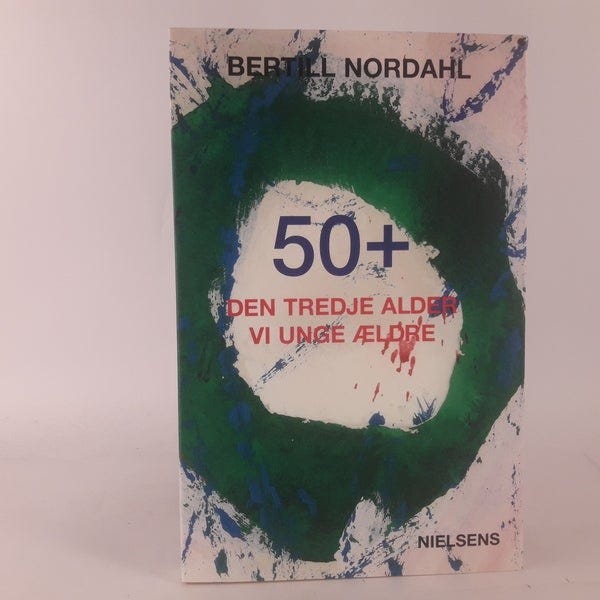 BERTILL NORDAHL
50+
DEN TREDJE ALDER
VI UNGE ÆLDRE
NIELSENS